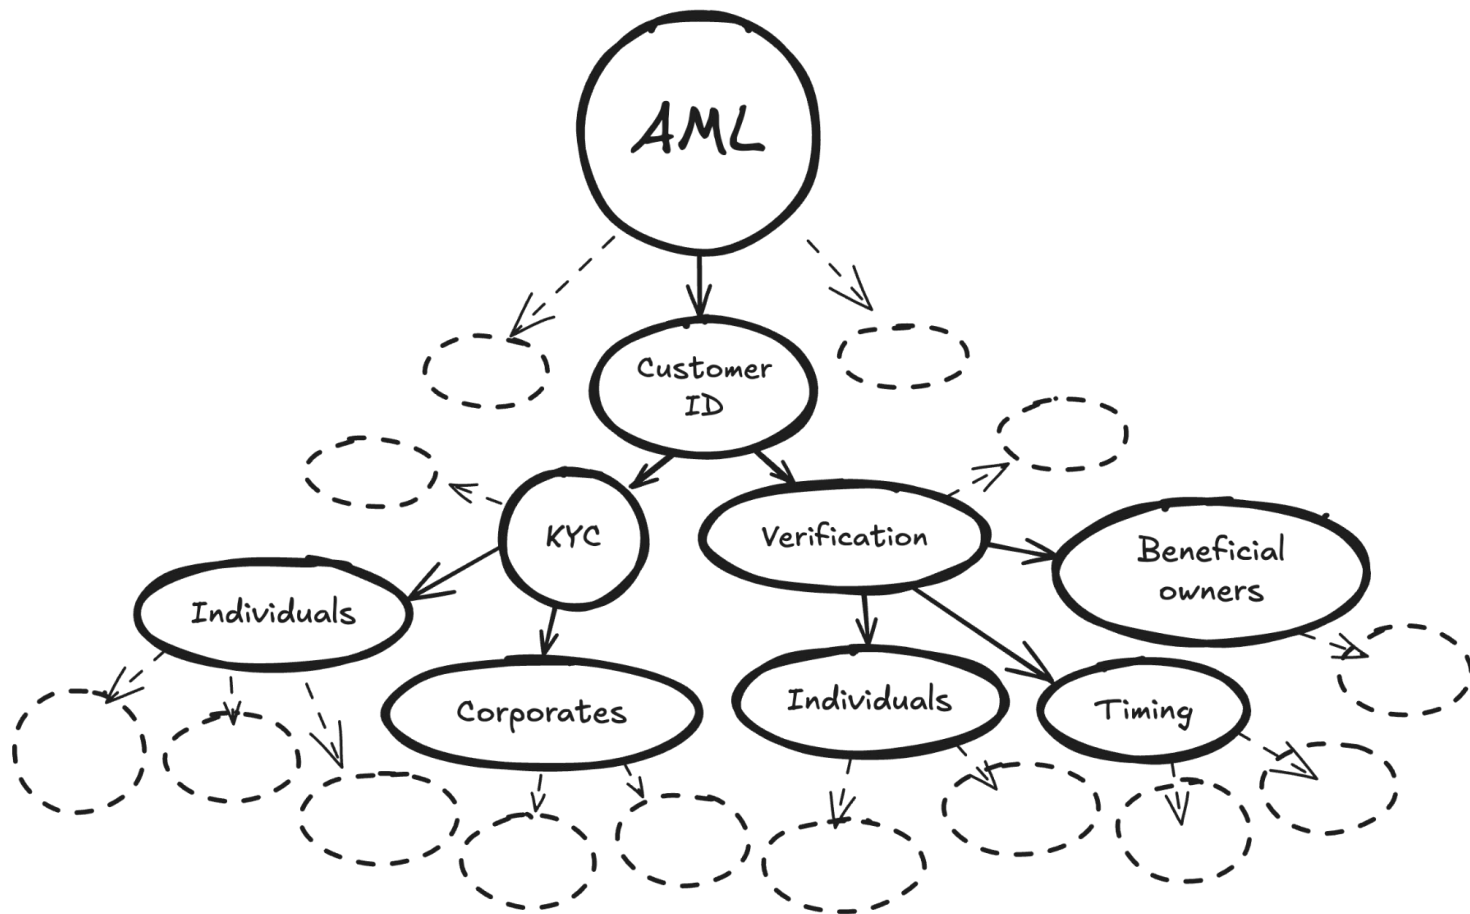 AML
Customer
ID
KYC
Verification
Beneficial
owners
Individuals
Corporates
Individuals
Timing